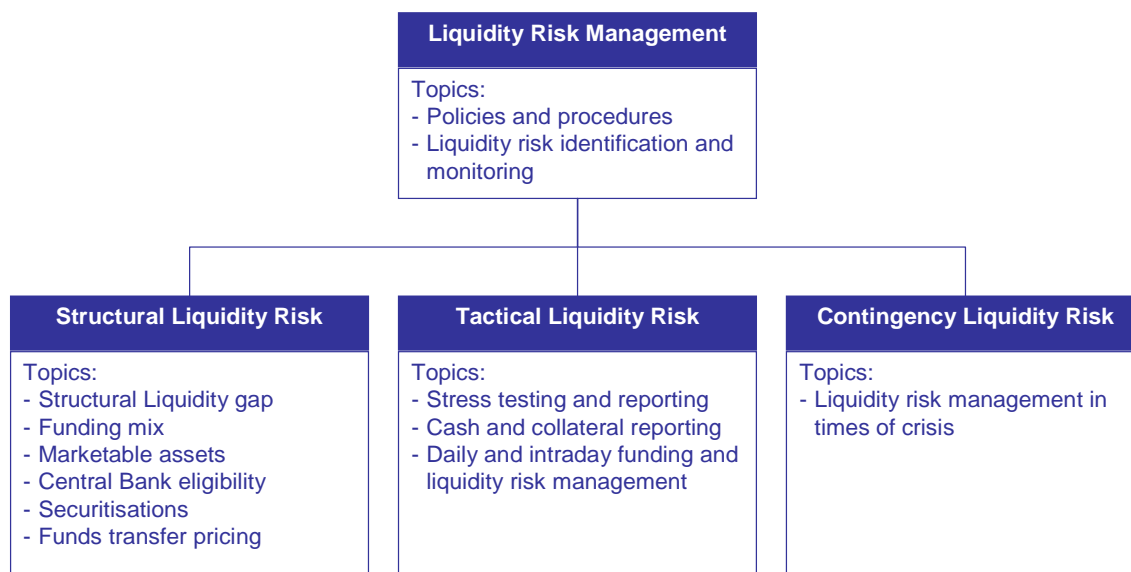 Liquidity Risk Management
Topics:
- Policies and procedures
- Liquidity risk identification and
monitoring
Structural Liquidity Risk
Topics:
- Structural Liquidity gap
- Funding mix
- Marketable assets
- Central Bank eligibility
- Securitisations
- Funds transfer pricing
Tactical Liquidity Risk
Topics:
- Stress testing and reporting
- Cash and collateral reporting
- Daily and intraday funding and
liquidity risk management
Contingency Liquidity Risk
Topics:
- Liquidity risk management in
times of crisis